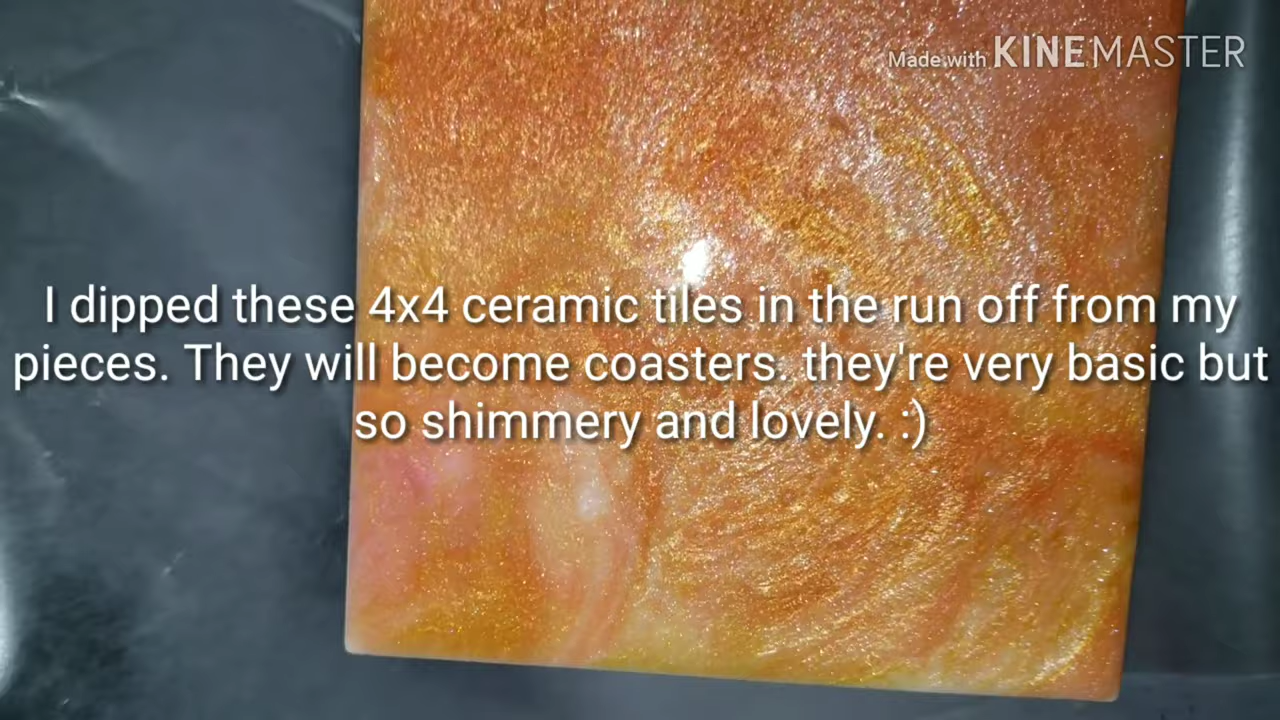 Made with KINEMASTER
I dipped these 4x4 ceramic tiles in the run off from my
pieces. They will become coasters. they're very basic but
so shimmery and lovely. :)